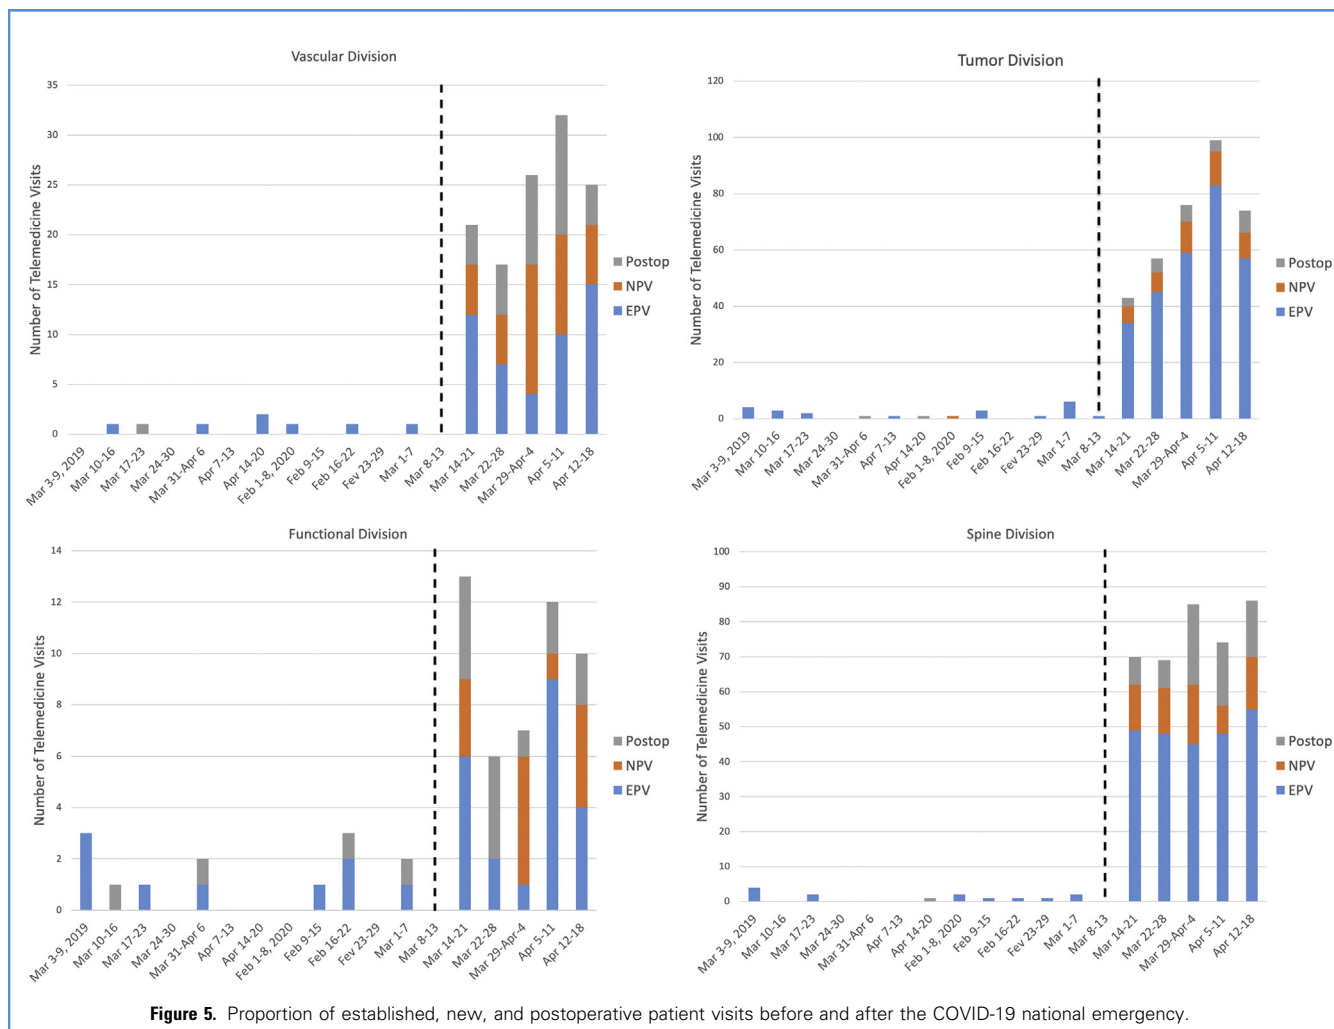 Vascular Division
35
30
25
20
15
10
5
0
Number of Telemedicine Visits
Postop
NPV
EPV
Mar 3-9, 2019
Mar 10-16
Mar 17-23
Mar 24-30
Mar 31-Apr 6
Apr 7-13
Apr 14-20
Feb 1-8, 2020
Feb 9-15
Feb 16-22
Fev 23-29
Mar 1-7
Mar 8-13
Mar 14-21
Mar 22-28
Mar 29-Apr-4
Apr 5-11
Apr 12-18
Tumor Division
120
100
80
60
40
20
0
Number of Telemedicine Visits
Postop
NPV
EPV
Mar 3-9, 2019
Mar 10-16
Mar 17-23
Mar 24-30
Mar 31-Apr 6
Apr 7-13
Apr 14-20
Feb 1-8, 2020
Feb 9-15
Feb 16-22
Fev 23-29
Mar 1-7
Mar 8-13
Mar 14-21
Mar 22-28
Mar 29-Apr-4
Apr 5-11
Apr 12-18
Functional Division
14
12
10
8
6
4
2
0
Number of Telemedicine Visits
Postop
NPV
EPV
Mar 3-9, 2019
Mar 10-16
Mar 17-23
Mar 24-30
Mar 31-Apr 6
Apr 7-13
Apr 14-20
Feb 1-8, 2020
Feb 9-15
Feb 16-22
Fev 23-29
Mar 1-7
Mar 8-13
Mar 14-21
Mar 22-28
Mar 29-Apr-4
Apr 5-11
Apr 12-18
Spine Division
100
90
80
70
60
50
40
30
20
10
0
Number of Telemedicine Visits
Postop
NPV
EPV
Mar 3-9, 2019
Mar 10-16
Mar 17-23
Mar 24-30
Mar 31-Apr 6
Apr 7-13
Apr 14-20
Feb 1-8, 2020
Feb 9-15
Feb 16-22
Fev 23-29
Mar 1-7
Mar 8-13
Mar 14-21
Mar 22-28
Mar 29-Apr-4
Apr 5-11
Apr 12-18
Figure 5. Proportion of established, new, and postoperative patient visits before and after the COVID-19 national emergency.